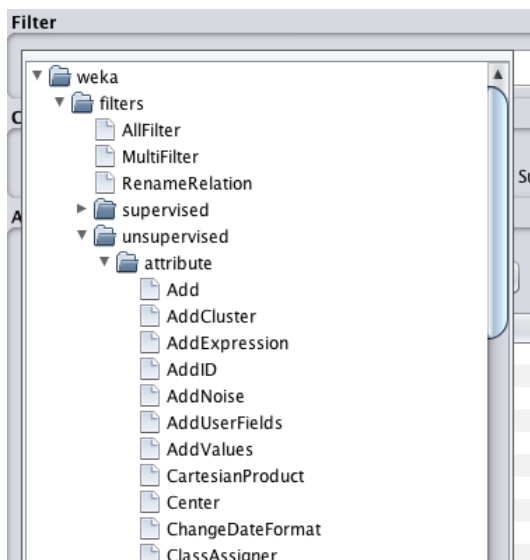 Filter
weka
filters
AllFilter
MultiFilter
RenameRelation
supervised
unsupervised
attribute
Add
AddCluster
AddExpression
AddID
AddNoise
AddUserFields
AddValues
CartesianProduct
Center
ChangeDateFormat
ClassAssigner